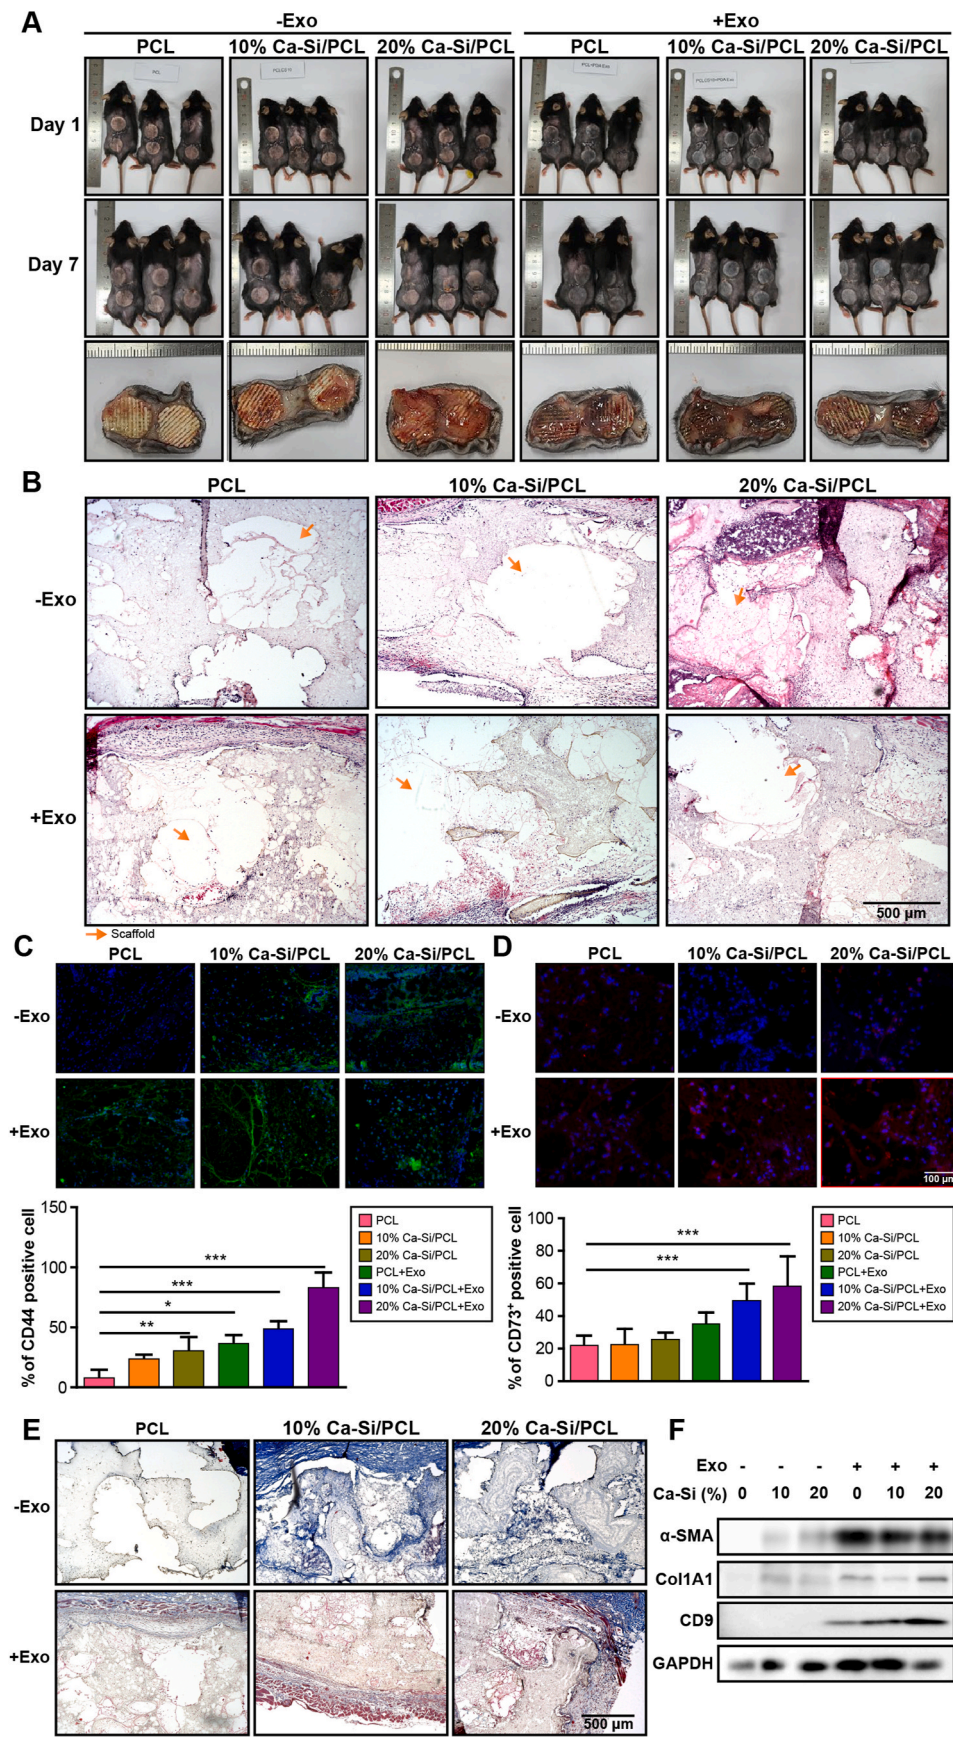 A
-Exo +Exo
PCL 10% Ca-Si/PCL 20% Ca-Si/PCL PCL 10% Ca-Si/PCL 20% Ca-Si/PCL
Day 1
Day 7
B
PCL 10% Ca-Si/PCL 20% Ca-Si/PCL
-Exo
+Exo
500 µm
Scaffold
C D
PCL 10% Ca-Si/PCL 20% Ca-Si/PCL PCL 10% Ca-Si/PCL 20% Ca-Si/PCL
-Exo -Exo
+Exo +Exo
100 µm
% of CD44 positive cell
150
100
50
0
***
***
*
**
PCL
10% Ca-Si/PCL
20% Ca-Si/PCL
PCL+Exo
10% Ca-Si/PCL+Exo
20% Ca-Si/PCL+Exo
% of CD73+ positive cell
100
80
60
40
20
0
***
***
PCL
10% Ca-Si/PCL
20% Ca-Si/PCL
PCL+Exo
10% Ca-Si/PCL+Exo
20% Ca-Si/PCL+Exo
E
PCL 10% Ca-Si/PCL 20% Ca-Si/PCL
-Exo
+Exo
500 µm
F
Exo - - - + + +
Ca-Si (%) 0 10 20 0 10 20
α-SMA
Col1A1
CD9
GAPDH